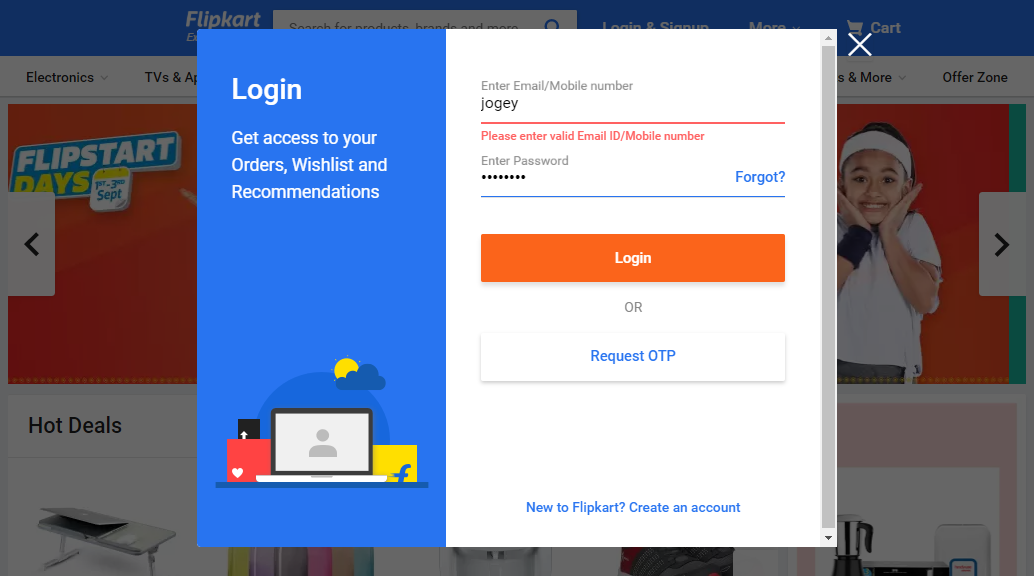 Flipkart
Search for products, brands and more
Login & Signup
More
Cart
Electronics
TVs &
s & More
Offer Zone
FLIPSTART
DAYS
1ST-3RD
Sept
Login
Get access to your
Orders, Wishlist and
Recommendations
Enter Email/Mobile number
jogey
Please enter valid Email ID/Mobile number
Enter Password
••••••••
Forgot?
Login
OR
Request OTP
New to Flipkart? Create an account
Hot Deals